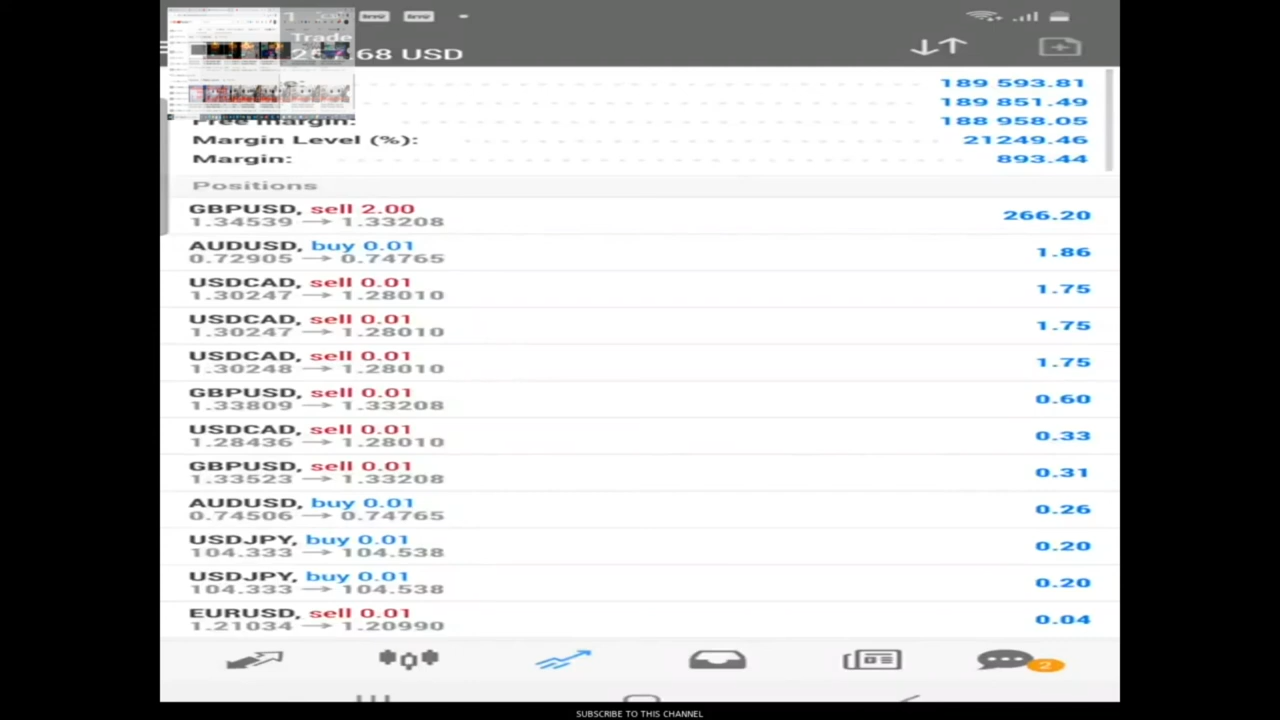 Trade
68 USD
189 593.81
189 851.49
Free margin: 188 958.05
Margin Level (%): 21249.46
Margin: 893.44
Positions
GBPUSD, sell 2.00
1.34539 → 1.33208 266.20
AUDUSD, buy 0.01
0.72905 → 0.74765 1.86
USDCAD, sell 0.01
1.30247 → 1.28010 1.75
USDCAD, sell 0.01
1.30247 → 1.28010 1.75
USDCAD, sell 0.01
1.30248 → 1.28010 1.75
GBPUSD, sell 0.01
1.33809 → 1.33208 0.60
USDCAD, sell 0.01
1.28436 → 1.28010 0.33
GBPUSD, sell 0.01
1.33523 → 1.33208 0.31
AUDUSD, buy 0.01
0.74506 → 0.74765 0.26
USDJPY, buy 0.01
104.333 → 104.538 0.20
USDJPY, buy 0.01
104.333 → 104.538 0.20
EURUSD, sell 0.01
1.21034 → 1.20990 0.04
2
SUBSCRIBE TO THIS CHANNEL